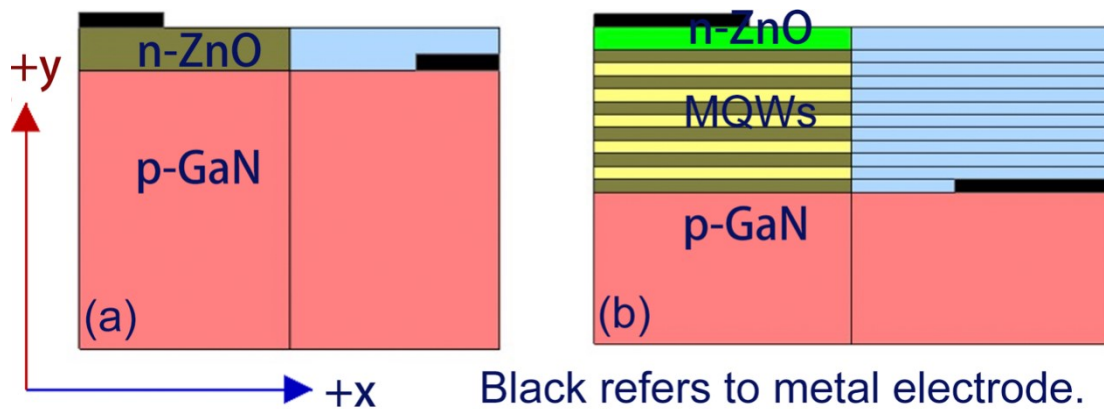 n-ZnO
+y
p-GaN
(a)
+x
n-ZnO
MQWs
p-GaN
(b)
Black refers to metal electrode.